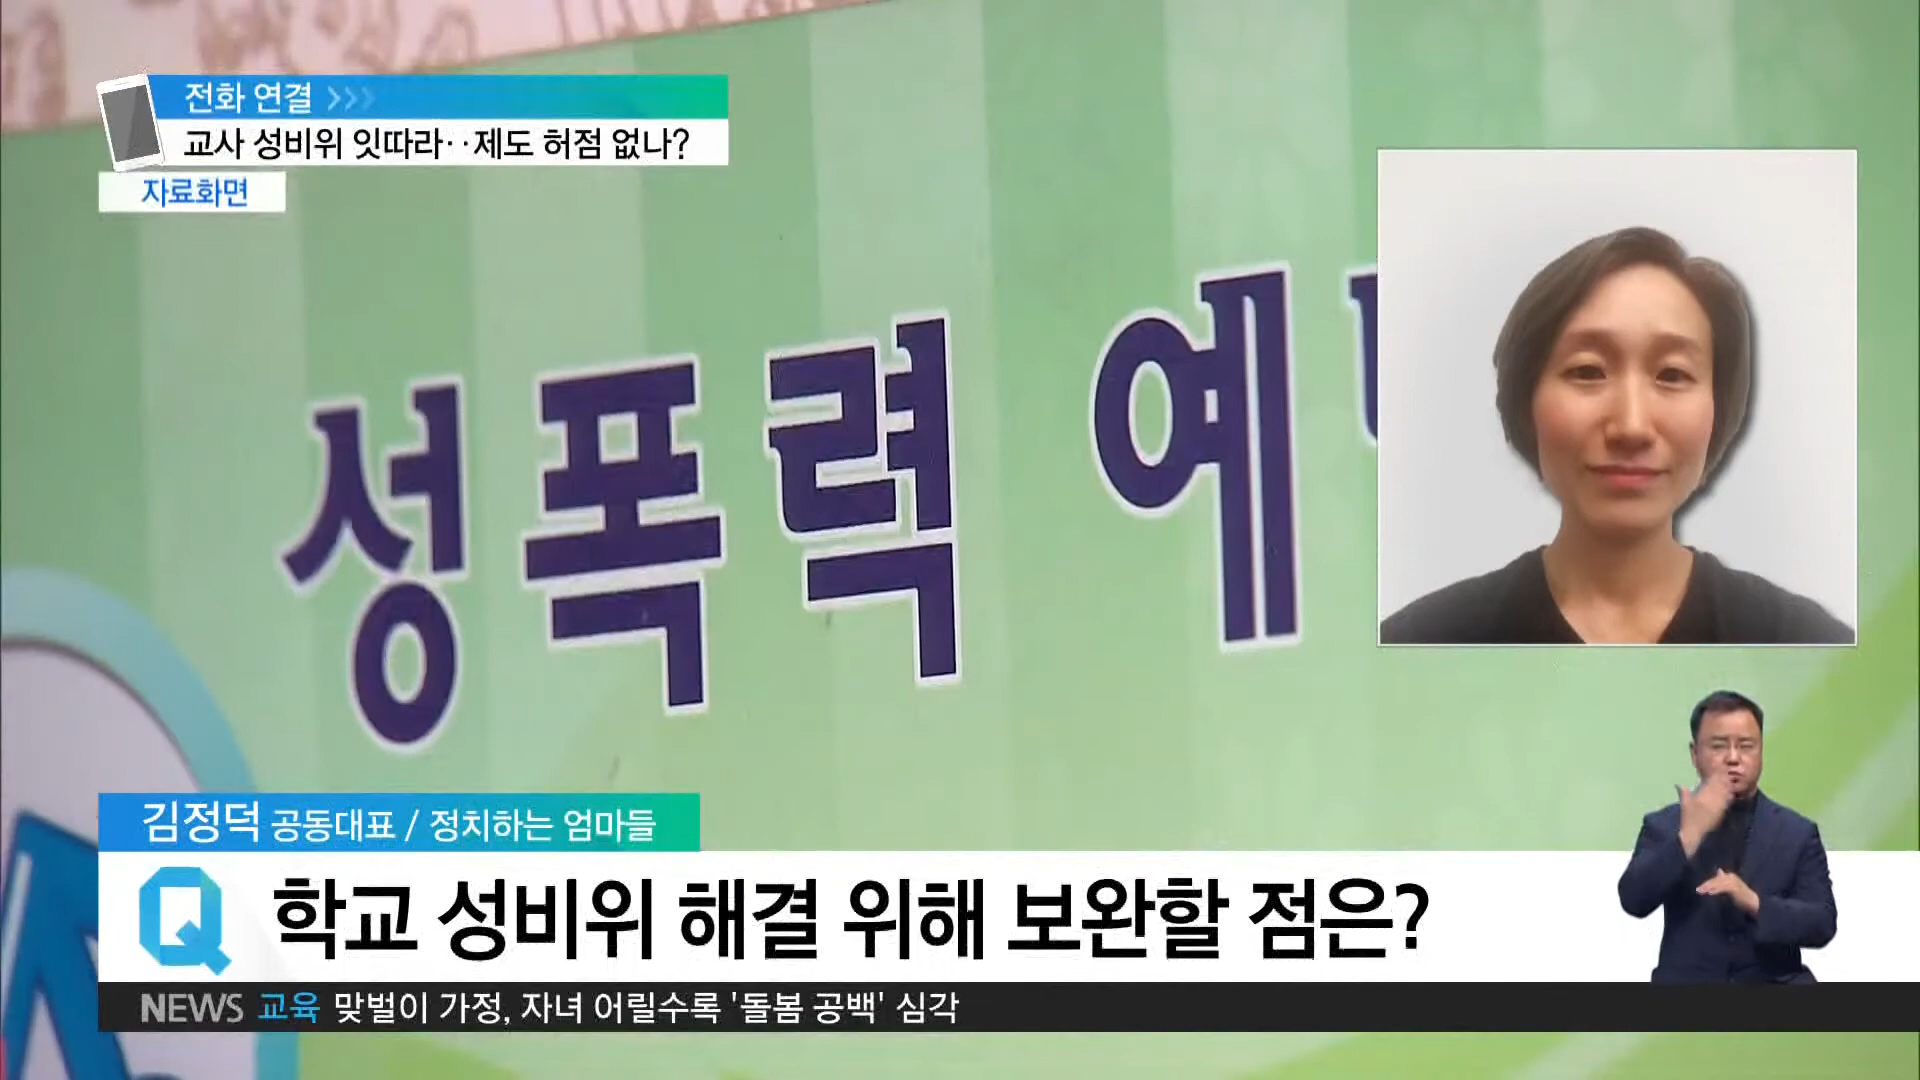 전화 연결 >>>
교사 성비위 잇따라‥제도 허점 없나?
자료화면
성폭력 예
김정덕 공동대표 / 정치하는 엄마들
Q 학교 성비위 해결 위해 보완할 점은?
NEWS 교육 맞벌이 가정, 자녀 어릴수록 '돌봄 공백' 심각